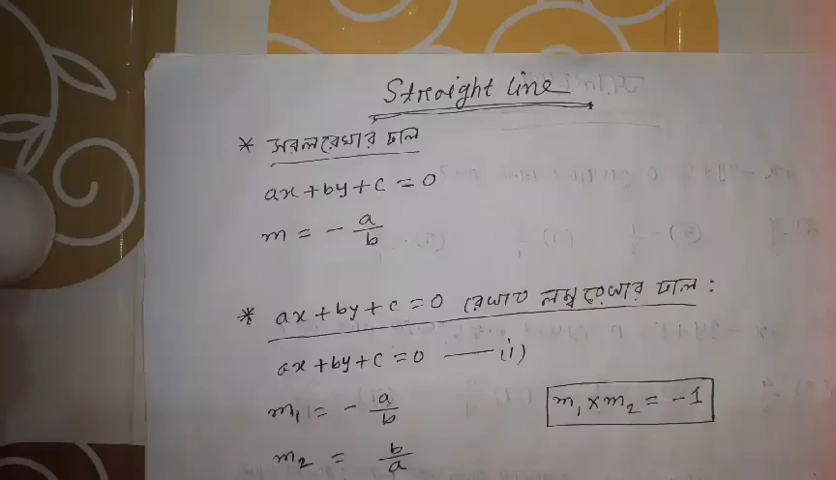 Straight line
* সরলরেখার ঢাল
ax + by + c = 0
m = - a/b
* ax + by + c = 0 রেখার লম্বরেখার ঢাল :
ax + by + c = 0 —— (i)
m₁ = - a/b
m₁ × m₂ = -1
m₂ = b/a